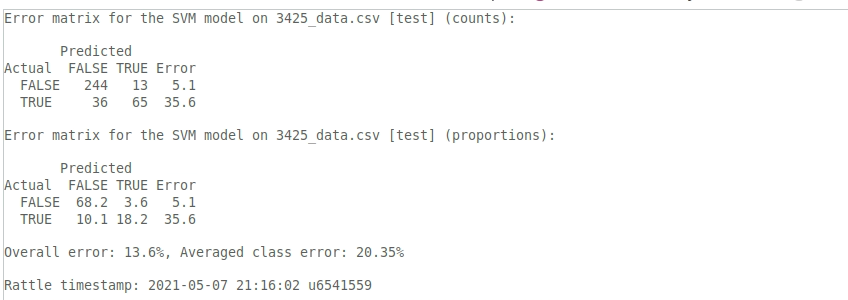 Error matrix for the SVM model on 3425_data.csv [test] (counts):
Predicted
Actual FALSE TRUE Error
FALSE 244 13 5.1
TRUE 36 65 35.6
Error matrix for the SVM model on 3425_data.csv [test] (proportions):
Predicted
Actual FALSE TRUE Error
FALSE 68.2 3.6 5.1
TRUE 10.1 18.2 35.6
Overall error: 13.6%, Averaged class error: 20.35%
Rattle timestamp: 2021-05-07 21:16:02 u6541559